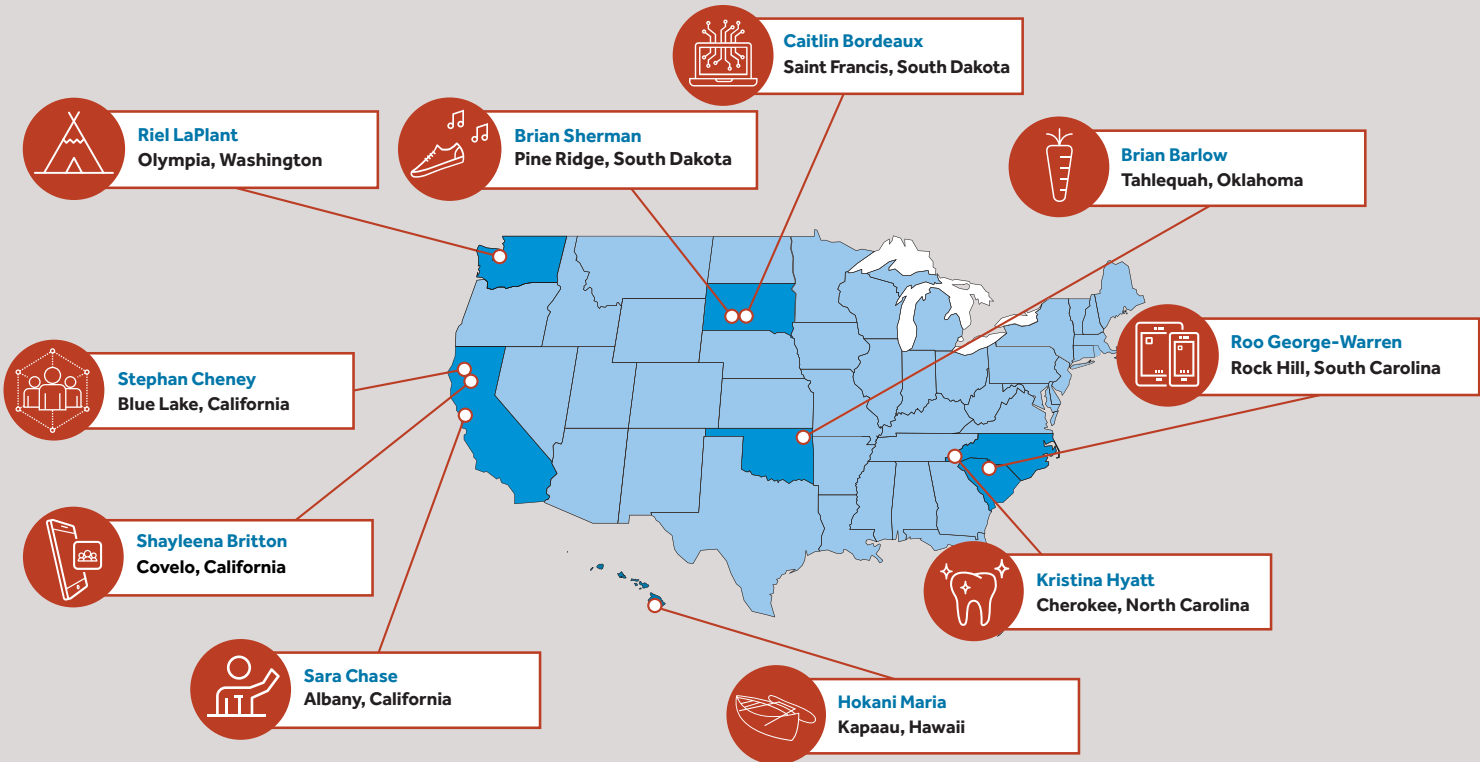 Caitlin Bordeaux
Saint Francis, South Dakota
Riel LaPlant
Olympia, Washington
Brian Sherman
Pine Ridge, South Dakota
Brian Barlow
Tahlequah, Oklahoma
Roo George-Warren
Rock Hill, South Carolina
Stephan Cheney
Blue Lake, California
Shayleena Britton
Covelo, California
Kristina Hyatt
Cherokee, North Carolina
Sara Chase
Albany, California
Hokani Maria
Kapaau, Hawaii